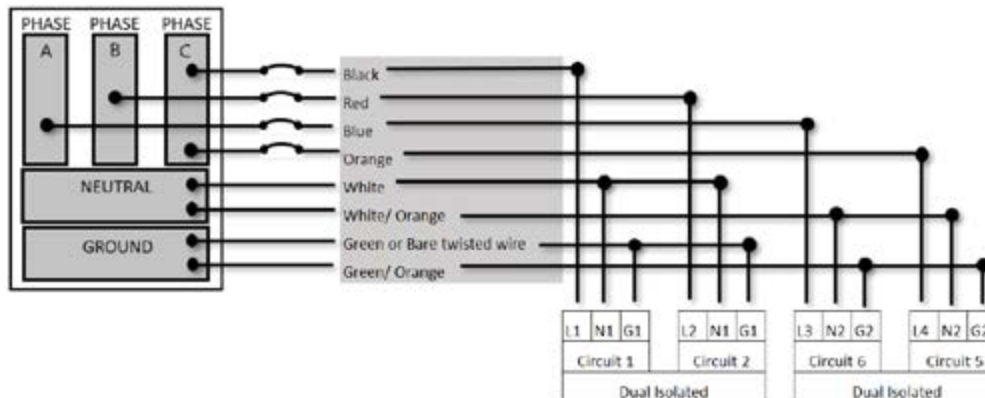 PHASE PHASE PHASE
A B C
Black
Red
Blue
Orange
NEUTRAL
White
White/ Orange
GROUND
Green or Bare twisted wire
Green/ Orange
L1 N1 G1 L2 N1 G1 L3 N2 G2 L4 N2 G2
Circuit 1 Circuit 2 Circuit 6 Circuit 5
Dual Isolated Dual Isolated